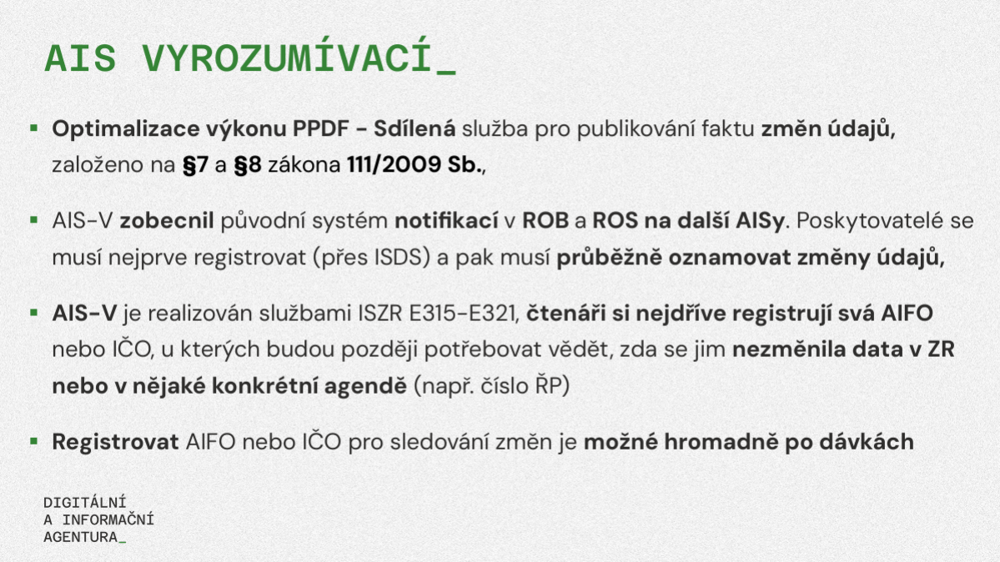 AIS VYROZUMÍVACÍ_
▪ Optimalizace výkonu PPDF – Sdílená služba pro publikování faktu změn údajů,
založeno na §7 a §8 zákona 111/2009 Sb.,
▪ AIS-V zobecnil původní systém notifikací v ROB a ROS na další AISy. Poskytovatelé se
musí nejprve registrovat (přes ISDS) a pak musí průběžně oznamovat změny údajů,
▪ AIS-V je realizován službami ISZR E315-E321, čtenáři si nejdříve registrují svá AIFO
nebo IČO, u kterých budou později potřebovat vědět, zda se jim nezměnila data v ZR
nebo v nějaké konkrétní agendě (např. číslo ŘP)
▪ Registrovat AIFO nebo IČO pro sledování změn je možné hromadně po dávkách
DIGITÁLNÍ
A INFORMAČNÍ
AGENTURA_